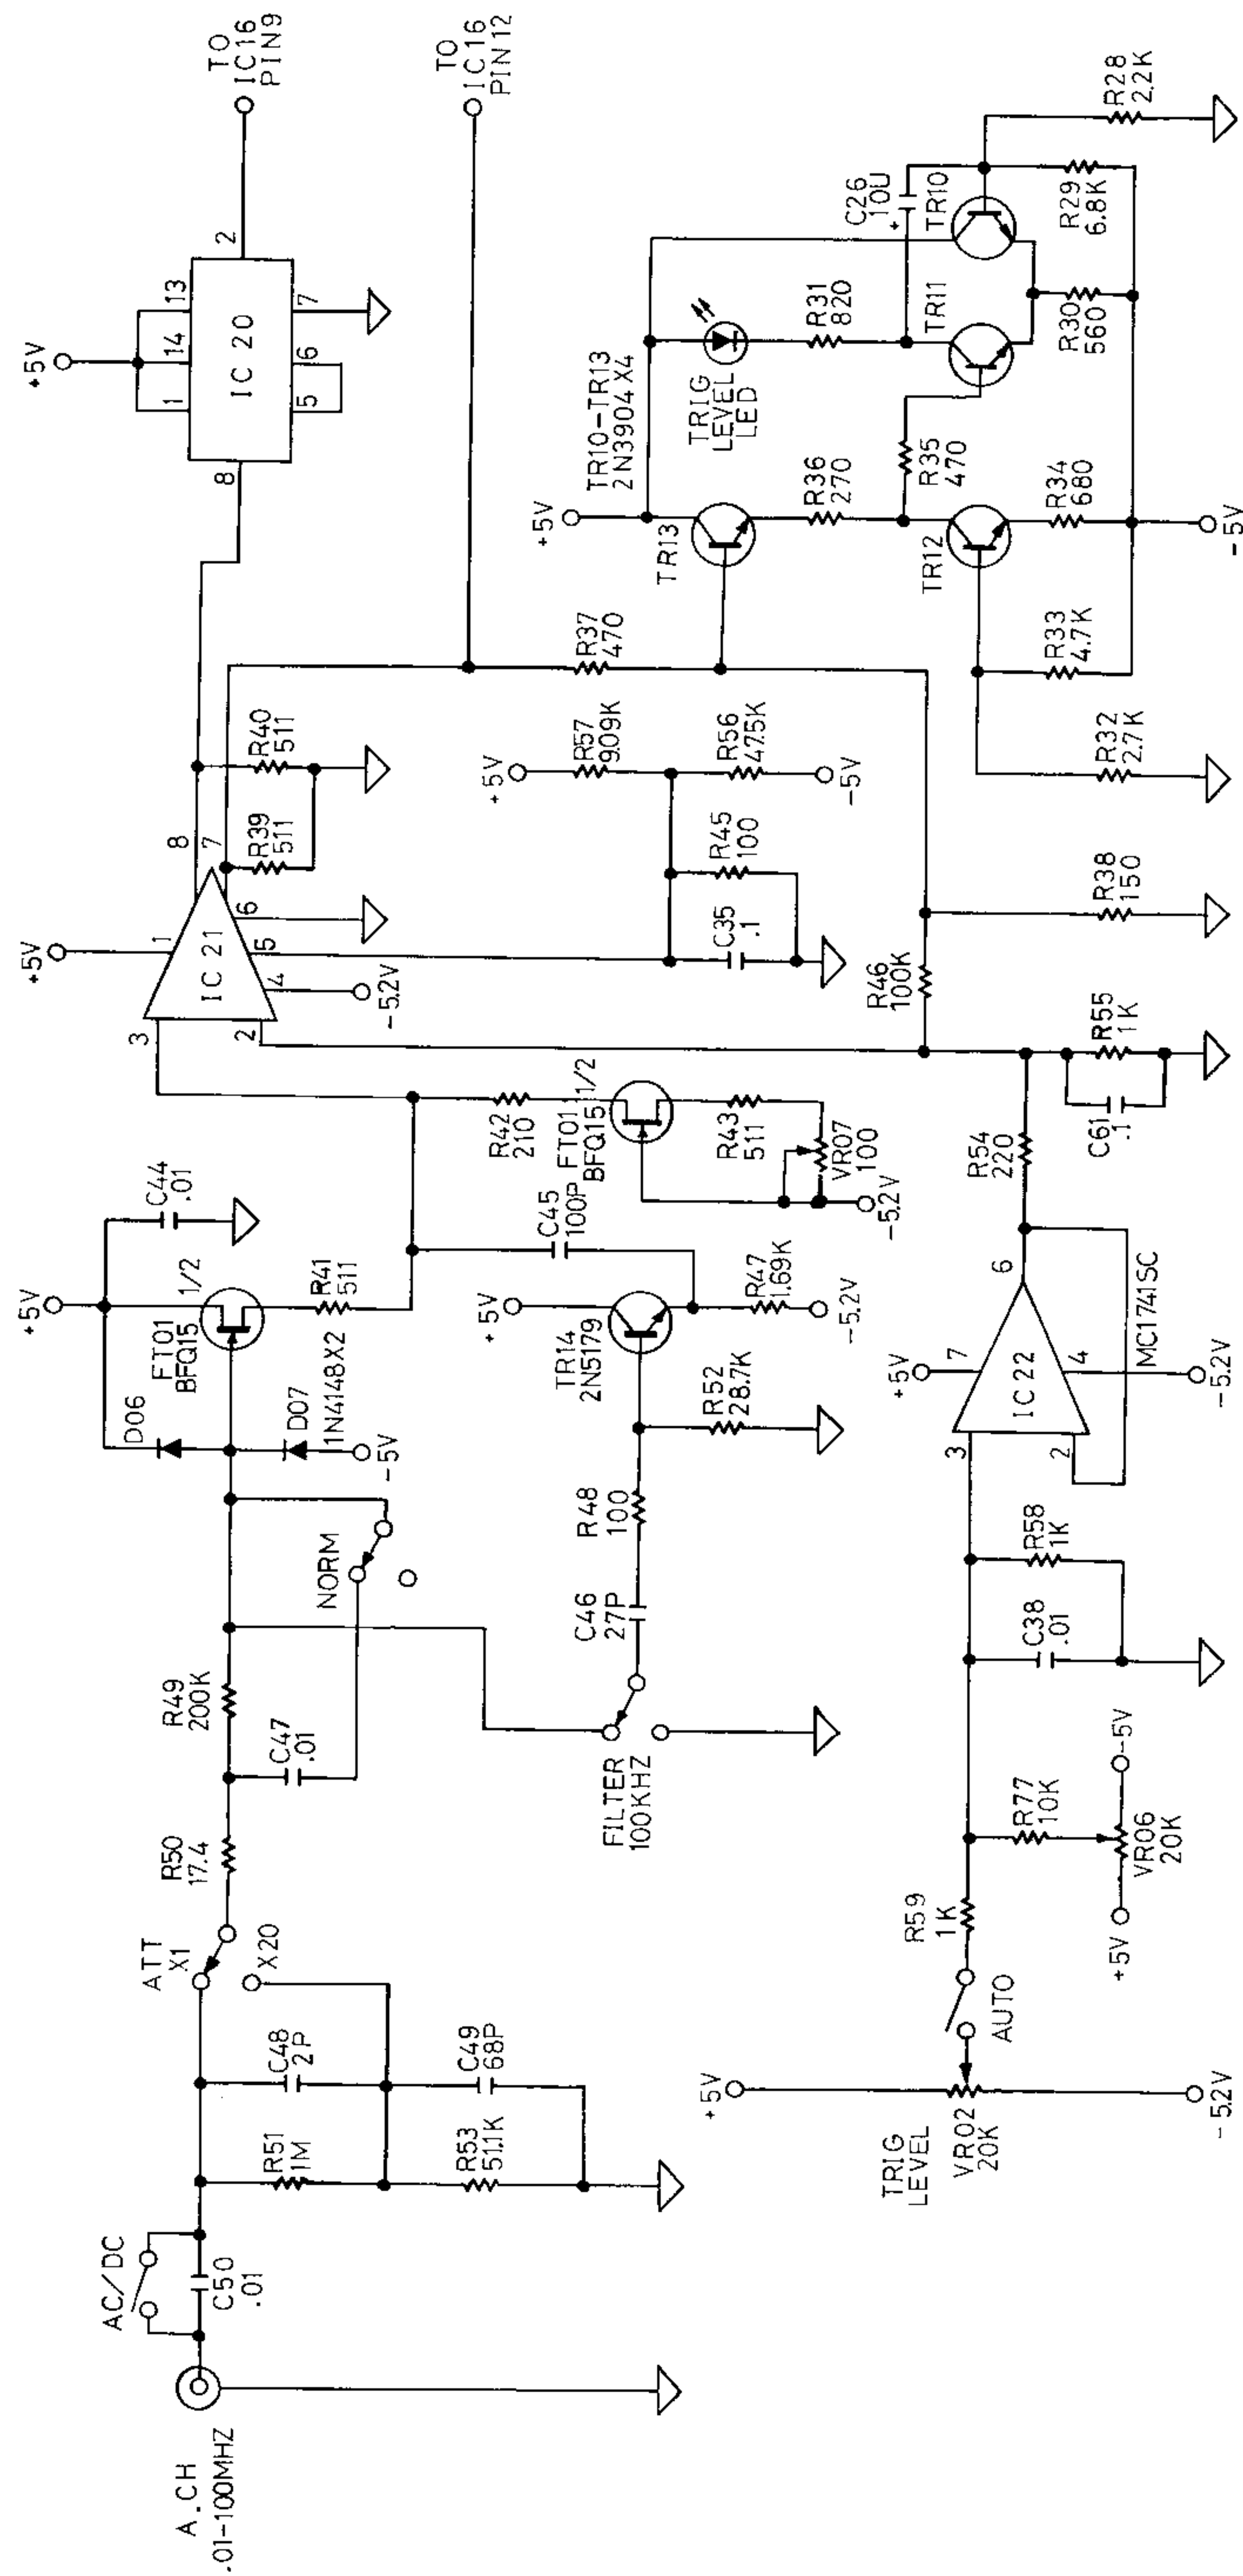 A.CH
.01-100MHZ
AC/DC
C50
.01
R51
1M
C48
2P
R53
51.1K
C49
68P
ATT
X1
X20
R50
17.4
R49
200K
C47
.01
NORM
FILTER
100KHZ
C46
27P
R48
100
R52
28.7K
D06
D07
1N4148X2
-5V
+5V
C44
.01
FT01
BFQ15
1/2
R41
511
TR14
2N5179
+5V
C45
100P
R47
1.69K
-5.2V
R42
210
FT01
BFQ15
1/2
R43
511
VR07
100
-5.2V
3
2
+5V
1
IC 21
4
5
6
-5.2V
8
7
R39
511
R40
511
C35
.1
R45
100
+5V
R57
9.09K
R56
47.5K
-5V
8
+5V
1
14
13
IC 20
5
6
7
2
TO
IC16
PIN9
TO
IC16
PIN12
TRIG
LEVEL
VR02
20K
+5V
-5.2V
AUTO
R59
1K
R77
10K
+5V
-5V
VR06
20K
C38
.01
R58
1K
3
2
+5V
7
IC 22
4
6
MC1741SC
-5.2V
R54
220
C61
.1
R55
1K
R46
100K
R38
150
R37
470
R32
2.7K
R33
4.7K
+5V
TR13
TR10-TR13
2N3904X4
R36
270
TR12
R35
470
R34
680
-5V
TRIG
LEVEL
LED
R31
820
TR11
C26
10U
+
TR10
R30
560
R29
6.8K
R28
2.2K